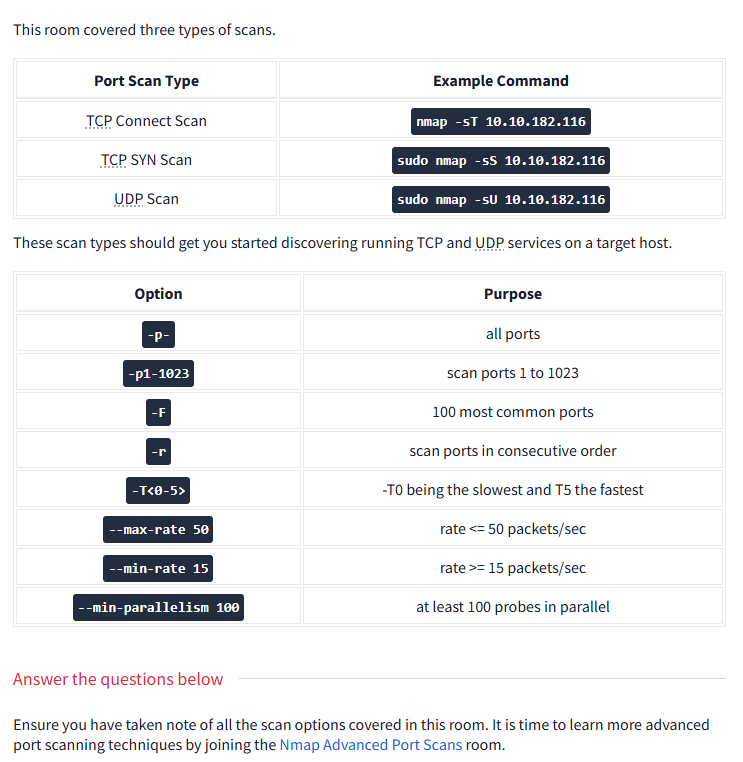 This room covered three types of scans.
Port Scan Type Example Command
TCP Connect Scan nmap -sT 10.10.182.116
TCP SYN Scan sudo nmap -sS 10.10.182.116
UDP Scan sudo nmap -sU 10.10.182.116
These scan types should get you started discovering running TCP and UDP services on a target host.
Option Purpose
-p- all ports
-p1-1023 scan ports 1 to 1023
-F 100 most common ports
-r scan ports in consecutive order
-T<0-5> -T0 being the slowest and T5 the fastest
--max-rate 50 rate <= 50 packets/sec
--min-rate 15 rate >= 15 packets/sec
--min-parallelism 100 at least 100 probes in parallel
Answer the questions below
Ensure you have taken note of all the scan options covered in this room. It is time to learn more advanced
port scanning techniques by joining the Nmap Advanced Port Scans room.